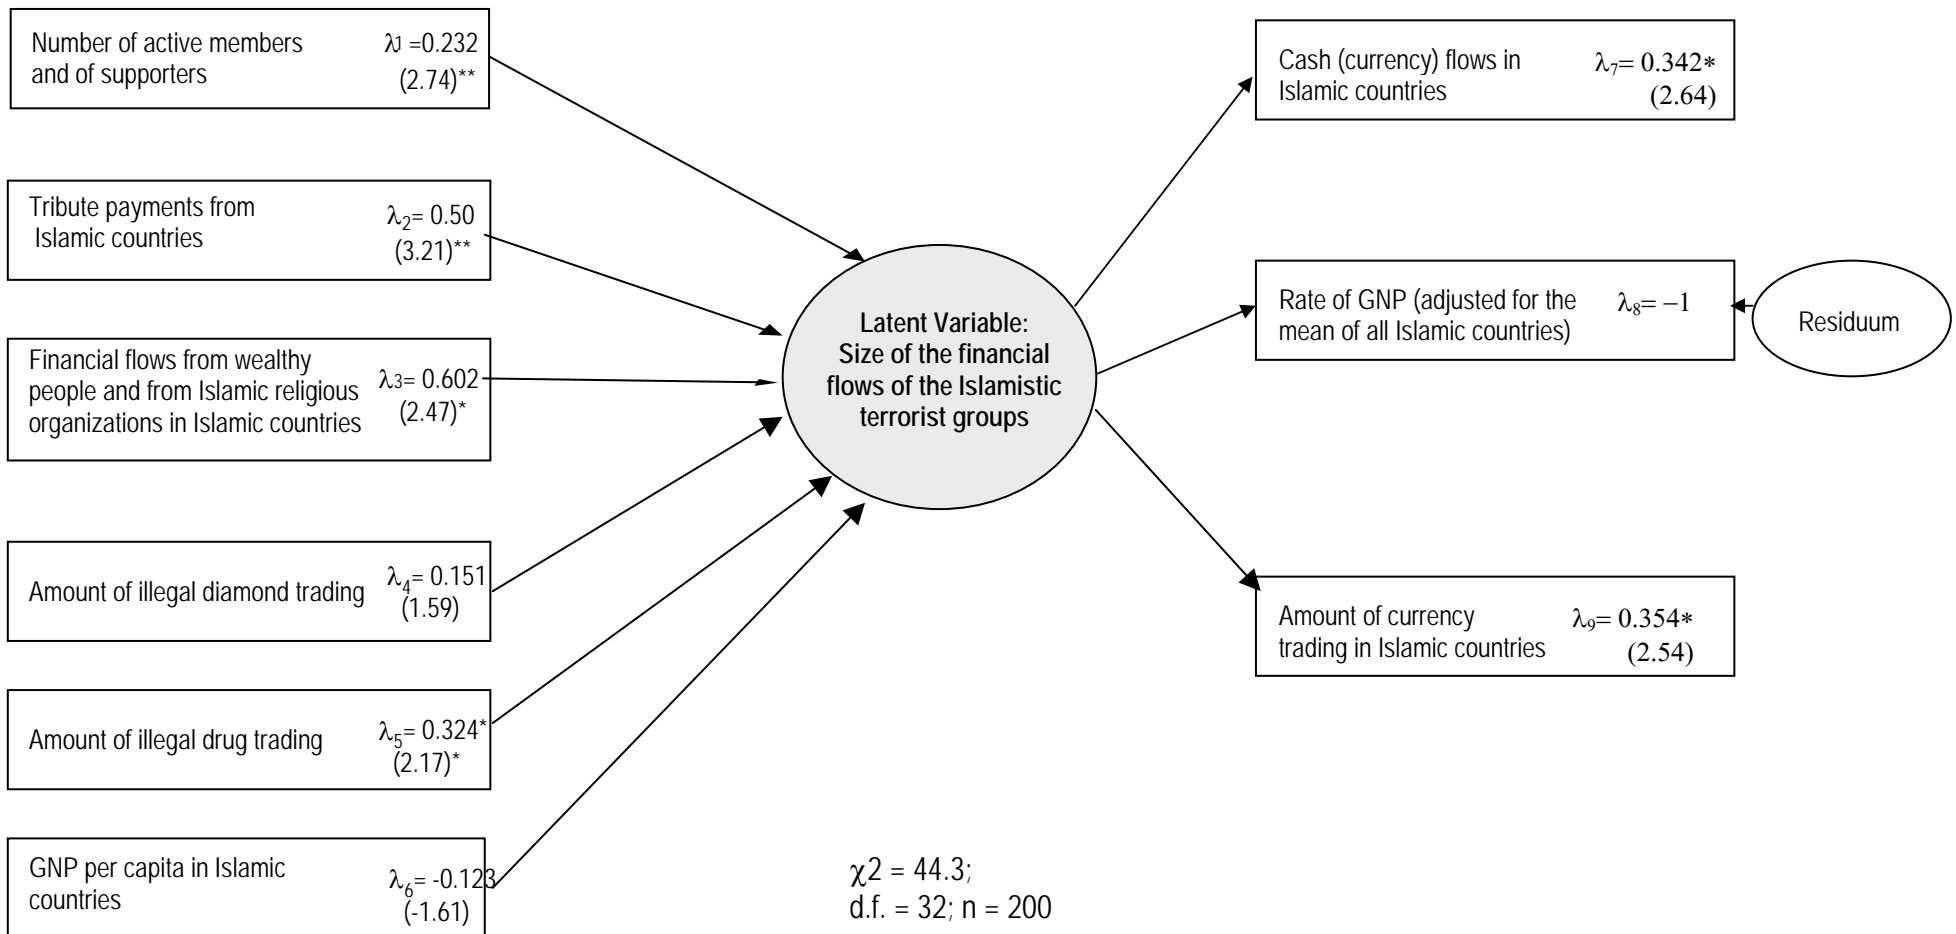 Number of active members
and of supporters
λ1 =0.232
(2.74)**
Tribute payments from
Islamic countries
λ2= 0.50
(3.21)**
Financial flows from wealthy
people and from Islamic religious
organizations in Islamic countries
λ3= 0.602
(2.47)*
Amount of illegal diamond trading
λ4= 0.151
(1.59)
Amount of illegal drug trading
λ5= 0.324*
(2.17)*
GNP per capita in Islamic
countries
λ6= -0.123
(-1.61)
Latent Variable:
Size of the financial
flows of the Islamistic
terrorist groups
χ2 = 44.3;
d.f. = 32; n = 200
Cash (currency) flows in
Islamic countries
λ7= 0.342*
(2.64)
Rate of GNP (adjusted for the
mean of all Islamic countries)
λ8= −1
Residuum
Amount of currency
trading in Islamic countries
λ9= 0.354*
(2.54)